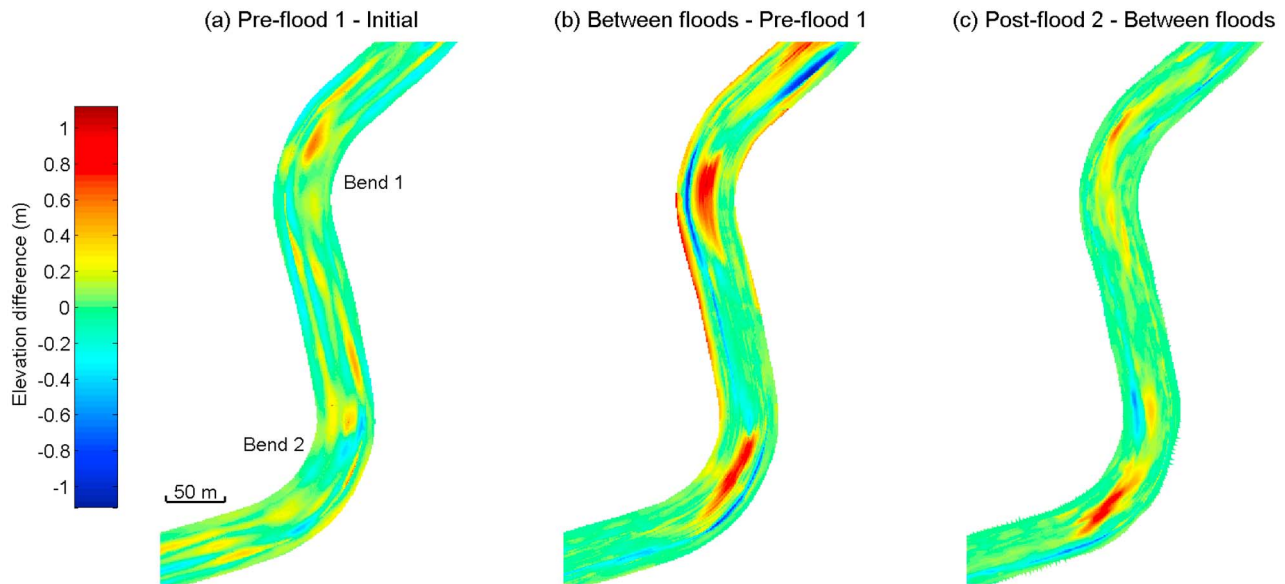 (a) Pre-flood 1 - Initial
(b) Between floods - Pre-flood 1
(c) Post-flood 2 - Between floods
Elevation difference (m)
1
0.8
0.6
0.4
0.2
0
-0.2
-0.4
-0.6
-0.8
-1
Bend 1
Bend 2
50 m